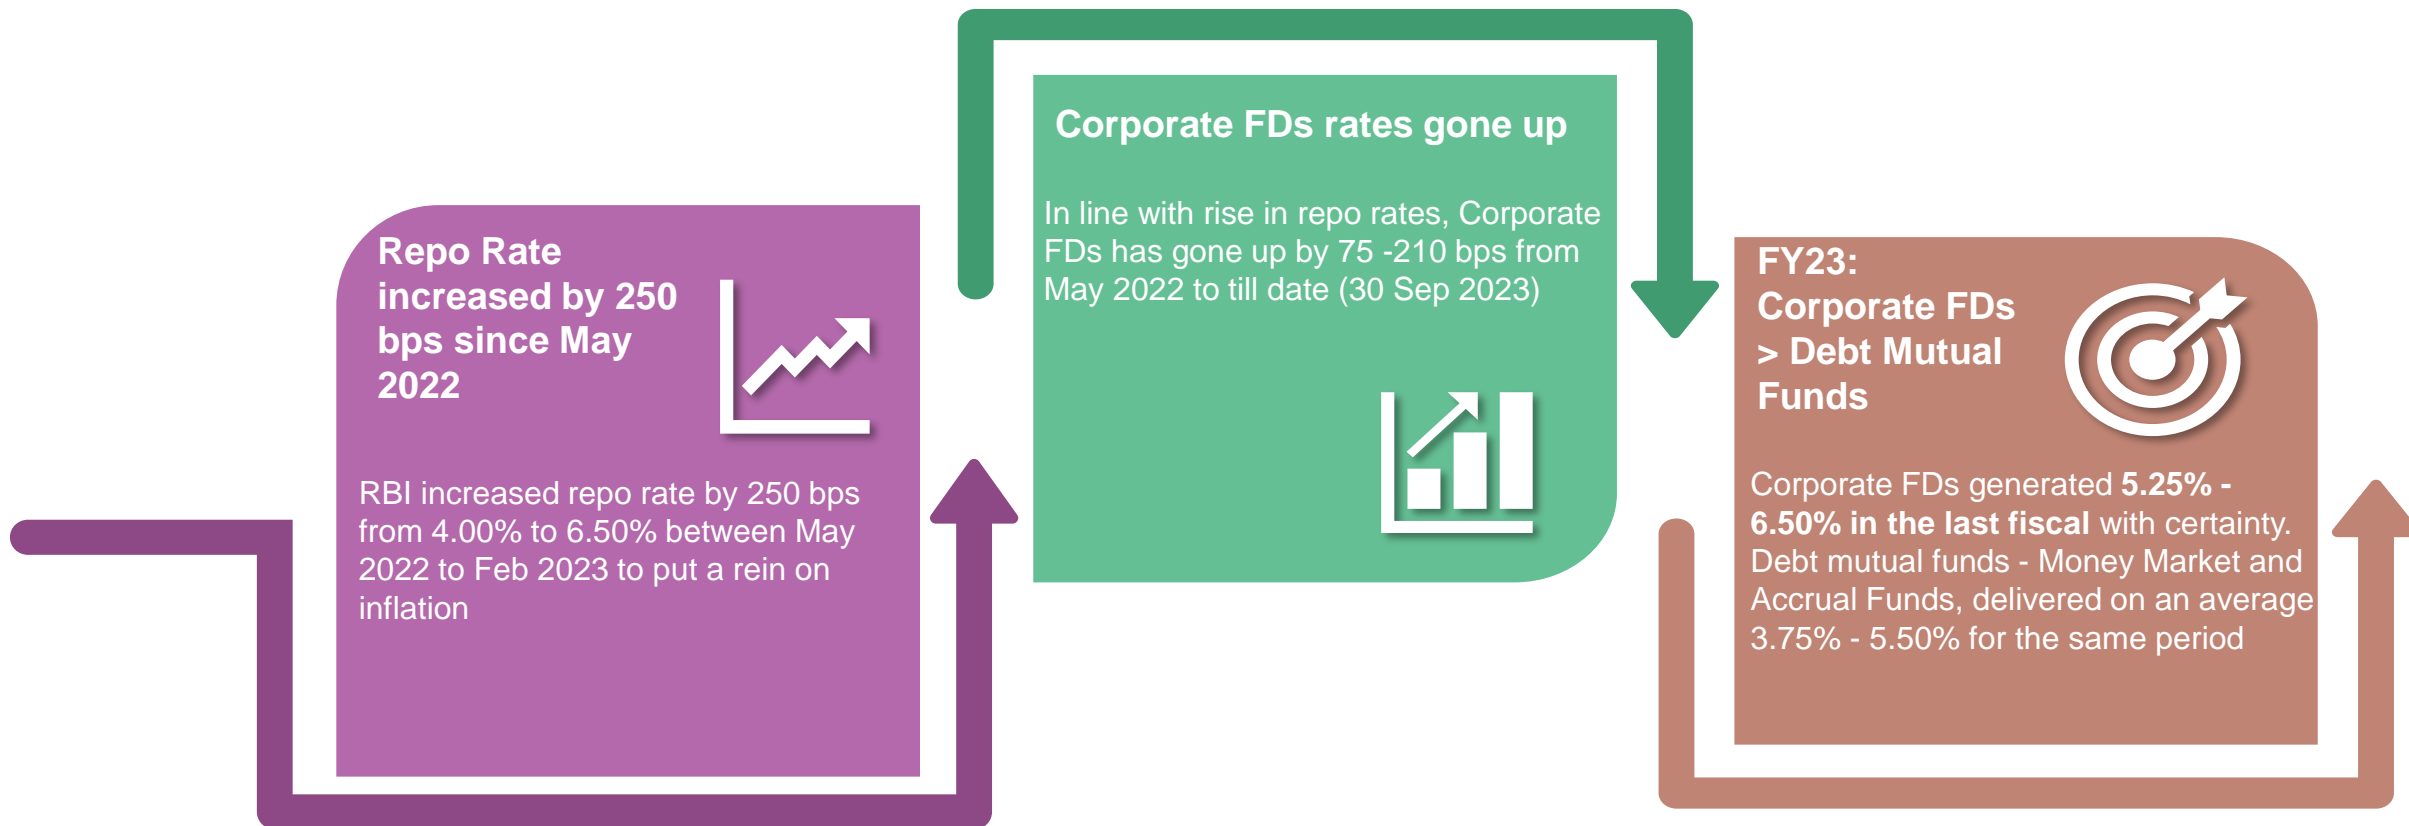 Repo Rate
increased by 250
bps since May
2022
RBI increased repo rate by 250 bps
from 4.00% to 6.50% between May
2022 to Feb 2023 to put a rein on
inflation
Corporate FDs rates gone up
In line with rise in repo rates, Corporate
FDs has gone up by 75 -210 bps from
May 2022 to till date (30 Sep 2023)
FY23:
Corporate FDs
> Debt Mutual
Funds
Corporate FDs generated 5.25% -
6.50% in the last fiscal with certainty.
Debt mutual funds - Money Market and
Accrual Funds, delivered on an average
3.75% - 5.50% for the same period